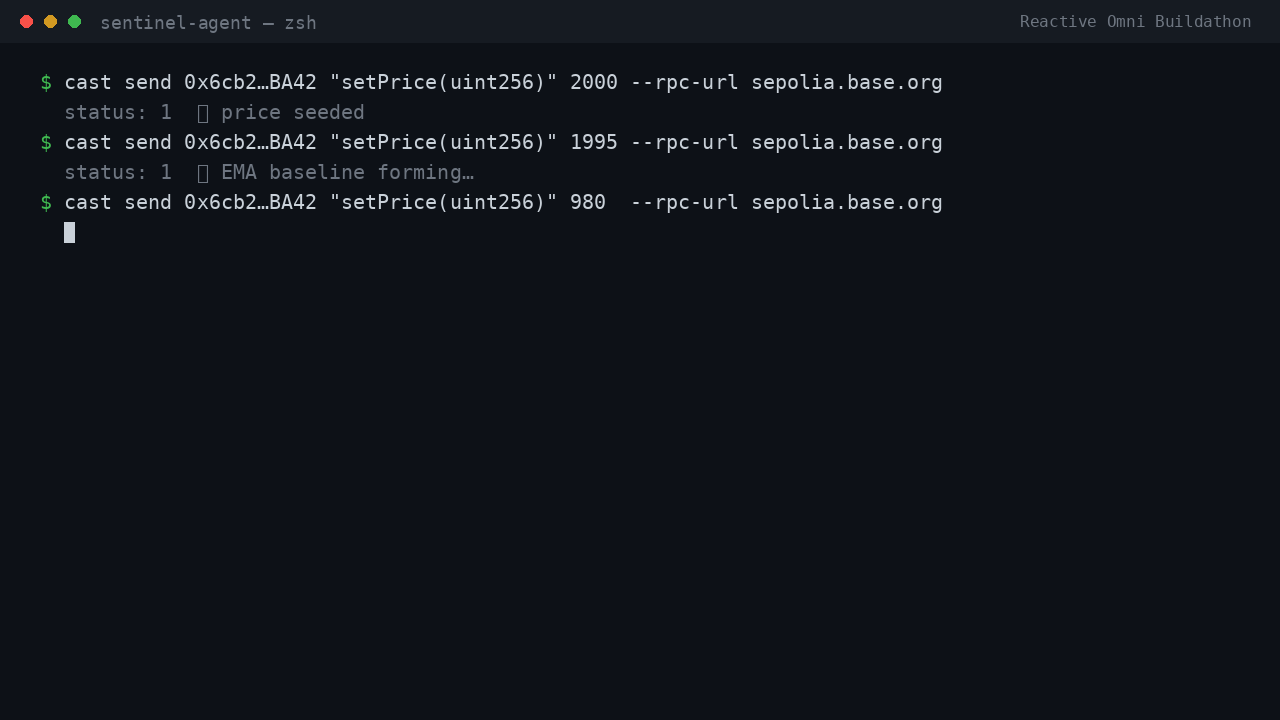 sentinel-agent — zsh
Reactive Omni Buildathon
$ cast send 0x6cb2…BA42 "setPrice(uint256)" 2000 --rpc-url sepolia.base.org
status: 1 ▯ price seeded
$ cast send 0x6cb2…BA42 "setPrice(uint256)" 1995 --rpc-url sepolia.base.org
status: 1 ▯ EMA baseline forming…
$ cast send 0x6cb2…BA42 "setPrice(uint256)" 980  --rpc-url sepolia.base.org